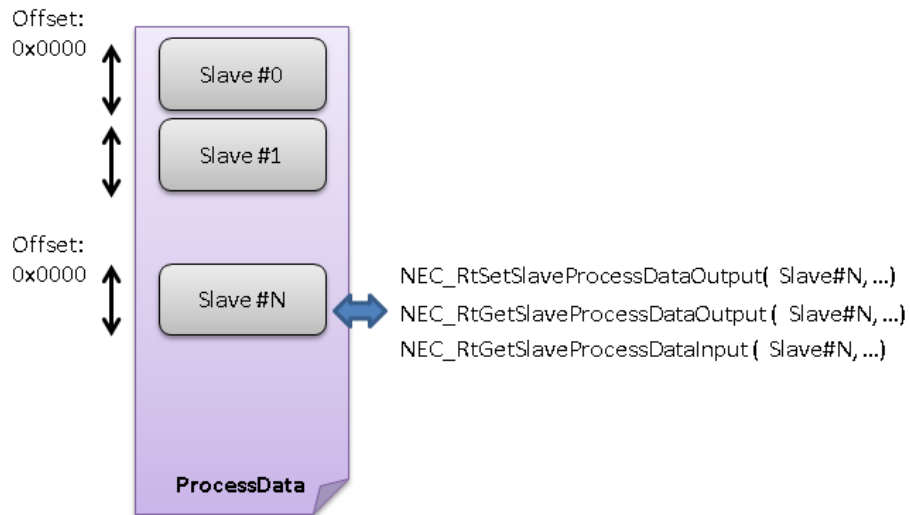 Offset:
0x0000
Slave #0
Slave #1
Offset:
0x0000
Slave #N
NEC_RtSetSlaveProcessDataOutput( Slave#N, ...)
NEC_RtGetSlaveProcessDataOutput ( Slave#N, ...)
NEC_RtGetSlaveProcessDataInput ( Slave#N, ...)
ProcessData